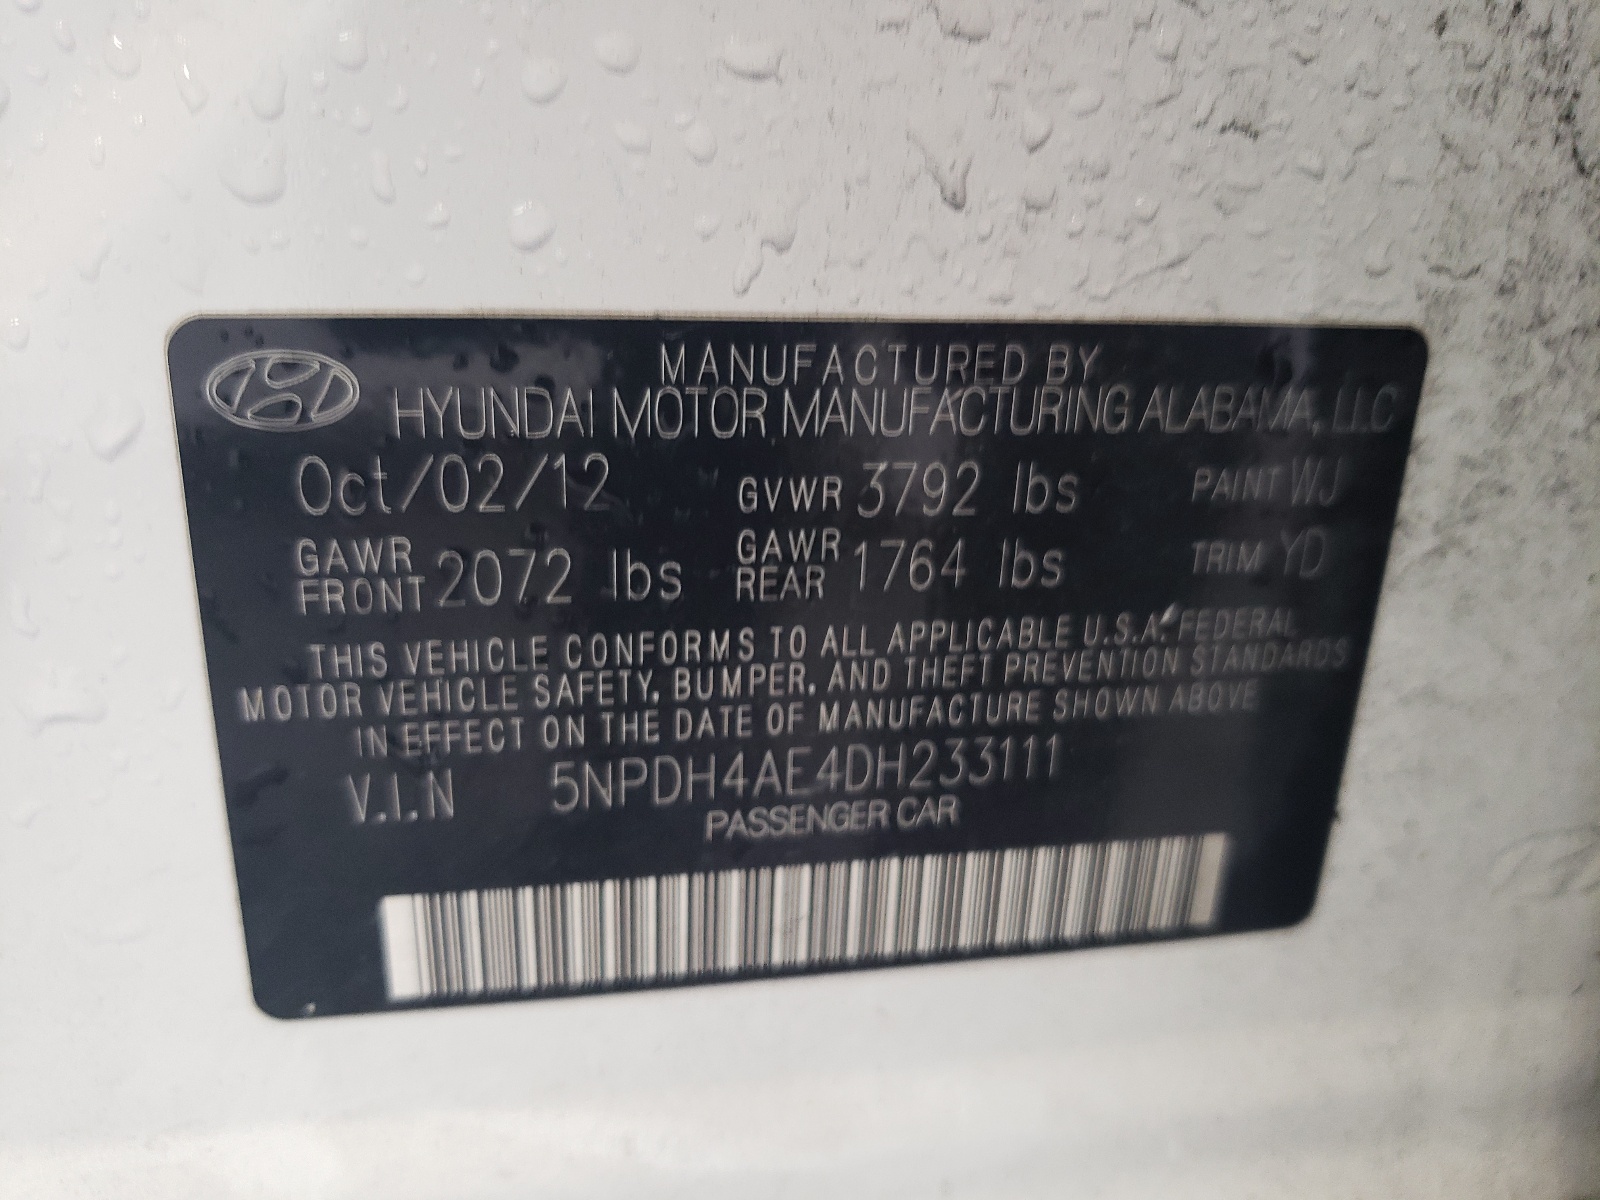 MANUFACTURED BY
HYUNDAI MOTOR MANUFACTURING ALABAMA, LLC
Oct/02/12 GVWR 3792 lbs PAINT WJ
GAWR FRONT 2072 lbs GAWR REAR 1764 lbs TRIM YD
THIS VEHICLE CONFORMS TO ALL APPLICABLE U.S.A. FEDERAL
MOTOR VEHICLE SAFETY, BUMPER, AND THEFT PREVENTION STANDARDS
IN EFFECT ON THE DATE OF MANUFACTURE SHOWN ABOVE
V.I.N 5NPDH4AE4DH233111
PASSENGER CAR